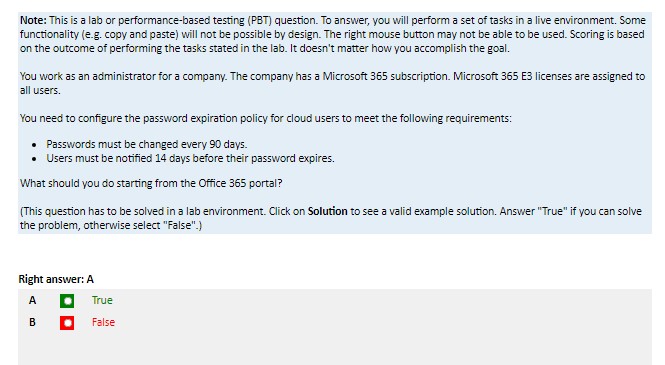 Note: This is a lab or performance-based testing (PBT) question. To answer, you will perform a set of tasks in a live environment. Some
functionality (e.g. copy and paste) will not be possible by design. The right mouse button may not be able to be used. Scoring is based
on the outcome of performing the tasks stated in the lab. It doesn't matter how you accomplish the goal.
You work as an administrator for a company. The company has a Microsoft 365 subscription. Microsoft 365 E3 licenses are assigned to
all users.
You need to configure the password expiration policy for cloud users to meet the following requirements:
• Passwords must be changed every 90 days.
• Users must be notified 14 days before their password expires.
What should you do starting from the Office 365 portal?
(This question has to be solved in a lab environment. Click on Solution to see a valid example solution. Answer "True" if you can solve
the problem, otherwise select "False".)
Right answer: A
A True
B False